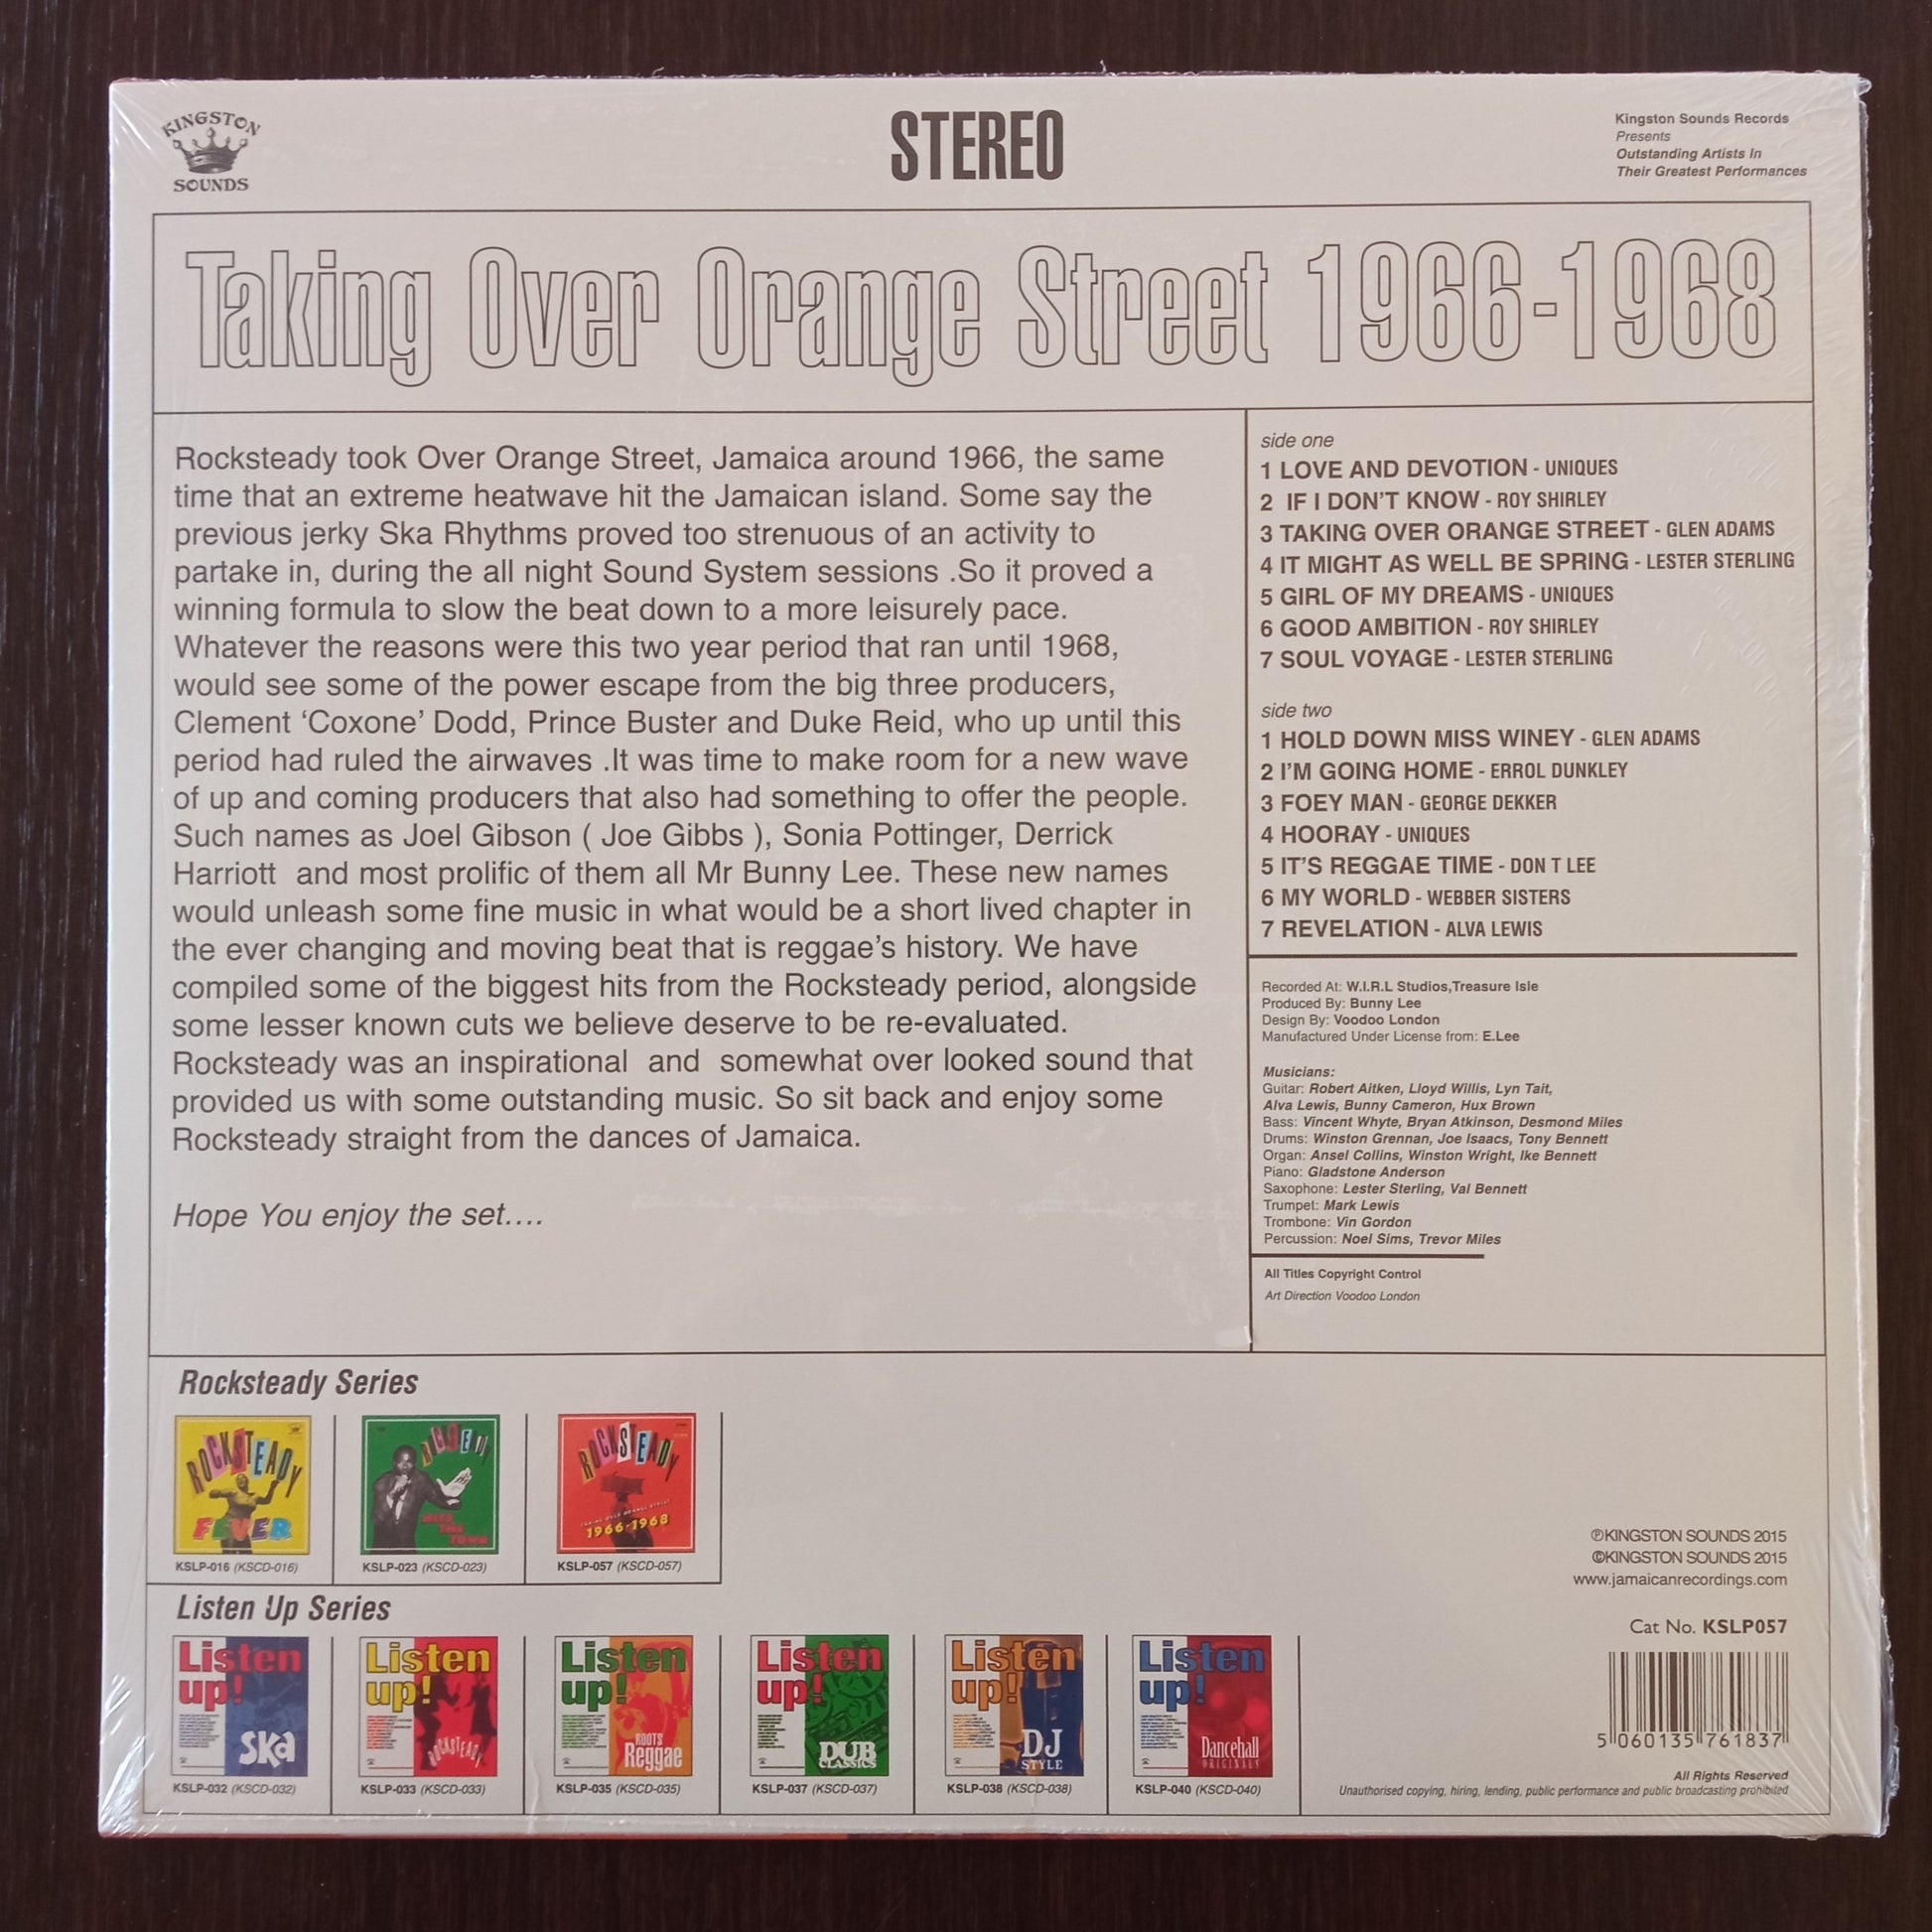 KINGSTON
SOUNDS
STEREO
Kingston Sounds Records
Presents
Outstanding Artists In
Their Greatest Performances
Taking Over Orange Street 1966-1968
Rocksteady took Over Orange Street, Jamaica around 1966, the same
time that an extreme heatwave hit the Jamaican island. Some say the
previous jerky Ska Rhythms proved too strenuous of an activity to
partake in, during the all night Sound System sessions .So it proved a
winning formula to slow the beat down to a more leisurely pace.
Whatever the reasons were this two year period that ran until 1968,
would see some of the power escape from the big three producers,
Clement ‘Coxone’ Dodd, Prince Buster and Duke Reid, who up until this
period had ruled the airwaves .It was time to make room for a new wave
of up and coming producers that also had something to offer the people.
Such names as Joel Gibson ( Joe Gibbs ), Sonia Pottinger, Derrick
Harriott  and most prolific of them all Mr Bunny Lee. These new names
would unleash some fine music in what would be a short lived chapter in
the ever changing and moving beat that is reggae’s history. We have
compiled some of the biggest hits from the Rocksteady period, alongside
some lesser known cuts we believe deserve to be re-evaluated.
Rocksteady was an inspirational  and  somewhat over looked sound that
provided us with some outstanding music. So sit back and enjoy some
Rocksteady straight from the dances of Jamaica.
Hope You enjoy the set....
side one
1 LOVE AND DEVOTION - UNIQUES
2  IF I DON’T KNOW - ROY SHIRLEY
3 TAKING OVER ORANGE STREET - GLEN ADAMS
4 IT MIGHT AS WELL BE SPRING - LESTER STERLING
5 GIRL OF MY DREAMS - UNIQUES
6 GOOD AMBITION - ROY SHIRLEY
7 SOUL VOYAGE - LESTER STERLING
side two
1 HOLD DOWN MISS WINEY - GLEN ADAMS
2 I’M GOING HOME - ERROL DUNKLEY
3 FOEY MAN - GEORGE DEKKER
4 HOORAY - UNIQUES
5 IT’S REGGAE TIME - DON T LEE
6 MY WORLD - WEBBER SISTERS
7 REVELATION - ALVA LEWIS
Recorded At: W.I.R.L Studios,Treasure Isle
Produced By: Bunny Lee
Design By: Voodoo London
Manufactured Under License from: E.Lee
Musicians:
Guitar: Robert Aitken, Lloyd Willis, Lyn Tait,
Alva Lewis, Bunny Cameron, Hux Brown
Bass: Vincent Whyte, Bryan Atkinson, Desmond Miles
Drums: Winston Grennan, Joe Isaacs, Tony Bennett
Organ: Ansel Collins, Winston Wright, Ike Bennett
Piano: Gladstone Anderson
Saxophone: Lester Sterling, Val Bennett
Trumpet: Mark Lewis
Trombone: Vin Gordon
Percussion: Noel Sims, Trevor Miles
All Titles Copyright Control
Art Direction Voodoo London
Rocksteady Series
ROCKSTEADY
FEVER
KSLP-016 (KSCD-016)
ROCKSTEADY
HITS
THE
TOWN
KSLP-023 (KSCD-023)
ROCKSTEADY
TAKING OVER ORANGE STREET
1966-1968
KSLP-057 (KSCD-057)
Listen Up Series
Listen
up!
SKa
KSLP-032 (KSCD-032)
Listen
up!
ROCKSTEADY
KSLP-033 (KSCD-033)
Listen
up!
ROOTS
Reggae
KSLP-035 (KSCD-035)
Listen
up!
DUB
CLASSICS
KSLP-037 (KSCD-037)
Listen
up!
DJ
STYLE
KSLP-038 (KSCD-038)
Listen
up!
Dancehall
ORIGINALS
KSLP-040 (KSCD-040)
℗KINGSTON SOUNDS 2015
©KINGSTON SOUNDS 2015
www.jamaicanrecordings.com
Cat No. KSLP057
5 060135 761837
All Rights Reserved
Unauthorised copying, hiring, lending, public performance and public broadcasting prohibited